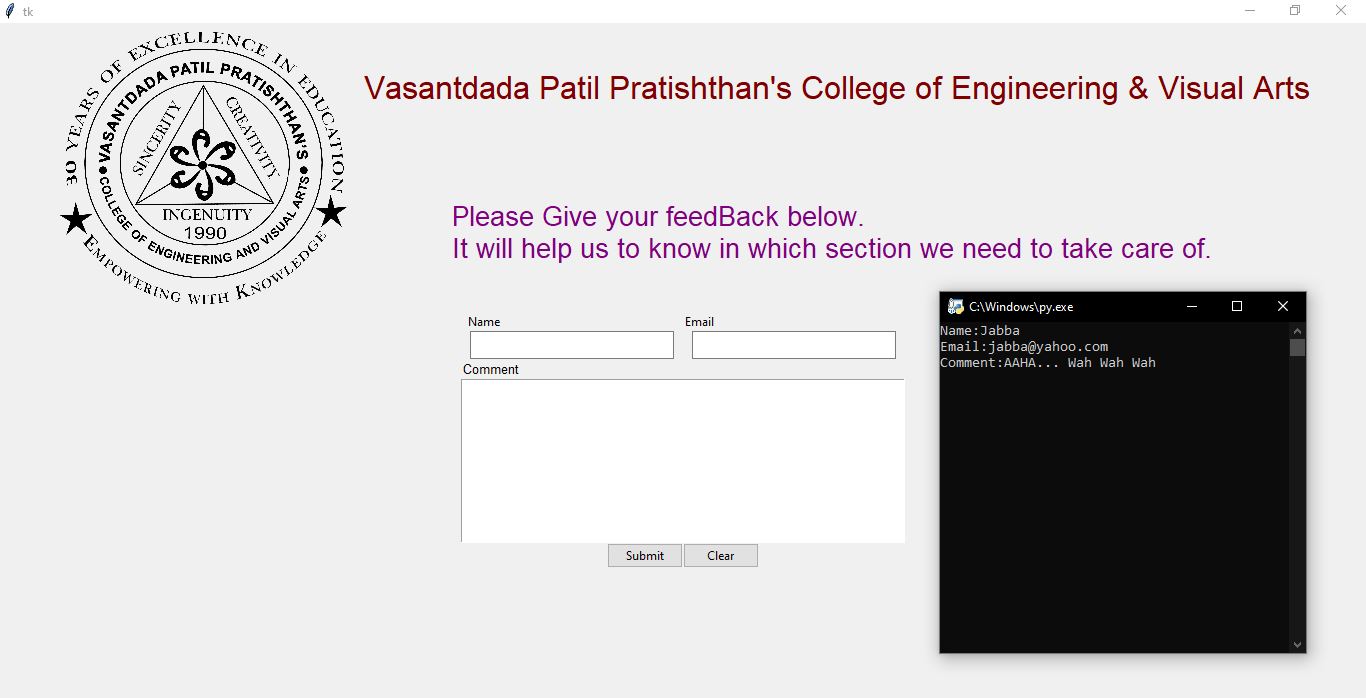 tk
30 YEARS OF EXCELLENCE IN EDUCATION
VASANTDADA PATIL PRATISHTHAN'S
SINCERITY
CREATIVITY
INGENUITY
1990
COLLEGE OF ENGINEERING AND VISUAL ARTS
EMPOWERING WITH KNOWLEDGE
Vasantdada Patil Pratishthan's College of Engineering & Visual Arts
Please Give your feedBack below.
It will help us to know in which section we need to take care of.
Name
Email
Comment
Submit
Clear
C:\Windows\py.exe
Name:Jabba
Email:jabba@yahoo.com
Comment:AAHA... Wah Wah Wah